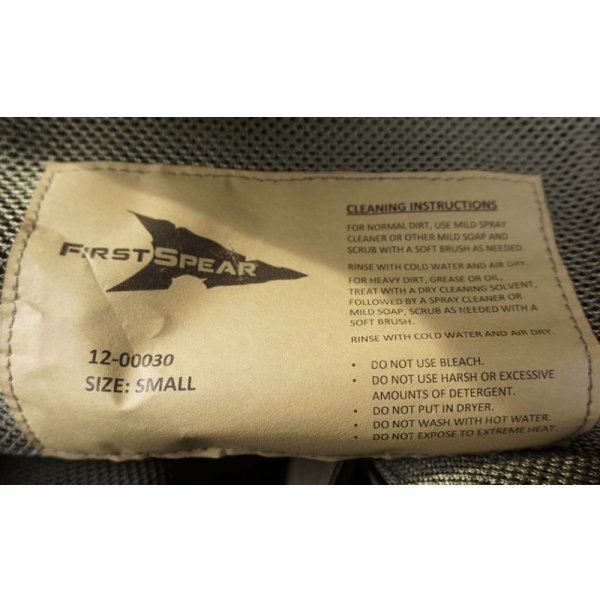 FIRSTSPEAR
12-00030
SIZE: SMALL
CLEANING INSTRUCTIONS
FOR NORMAL DIRT, USE MILD SPRAY
CLEANER OR OTHER MILD SOAP AND
SCRUB WITH A SOFT BRUSH AS NEEDED.
RINSE WITH COLD WATER AND AIR DRY.
FOR HEAVY DIRT, GREASE OR OIL,
TREAT WITH A DRY CLEANING SOLVENT,
FOLLOWED BY A SPRAY CLEANER OR
MILD SOAP, SCRUB AS NEEDED WITH A
SOFT BRUSH.
RINSE WITH COLD WATER AND AIR DRY.
• DO NOT USE BLEACH.
• DO NOT USE HARSH OR EXCESSIVE
AMOUNTS OF DETERGENT.
• DO NOT PUT IN DRYER.
• DO NOT WASH WITH HOT WATER.
• DO NOT EXPOSE TO EXTREME HEAT.